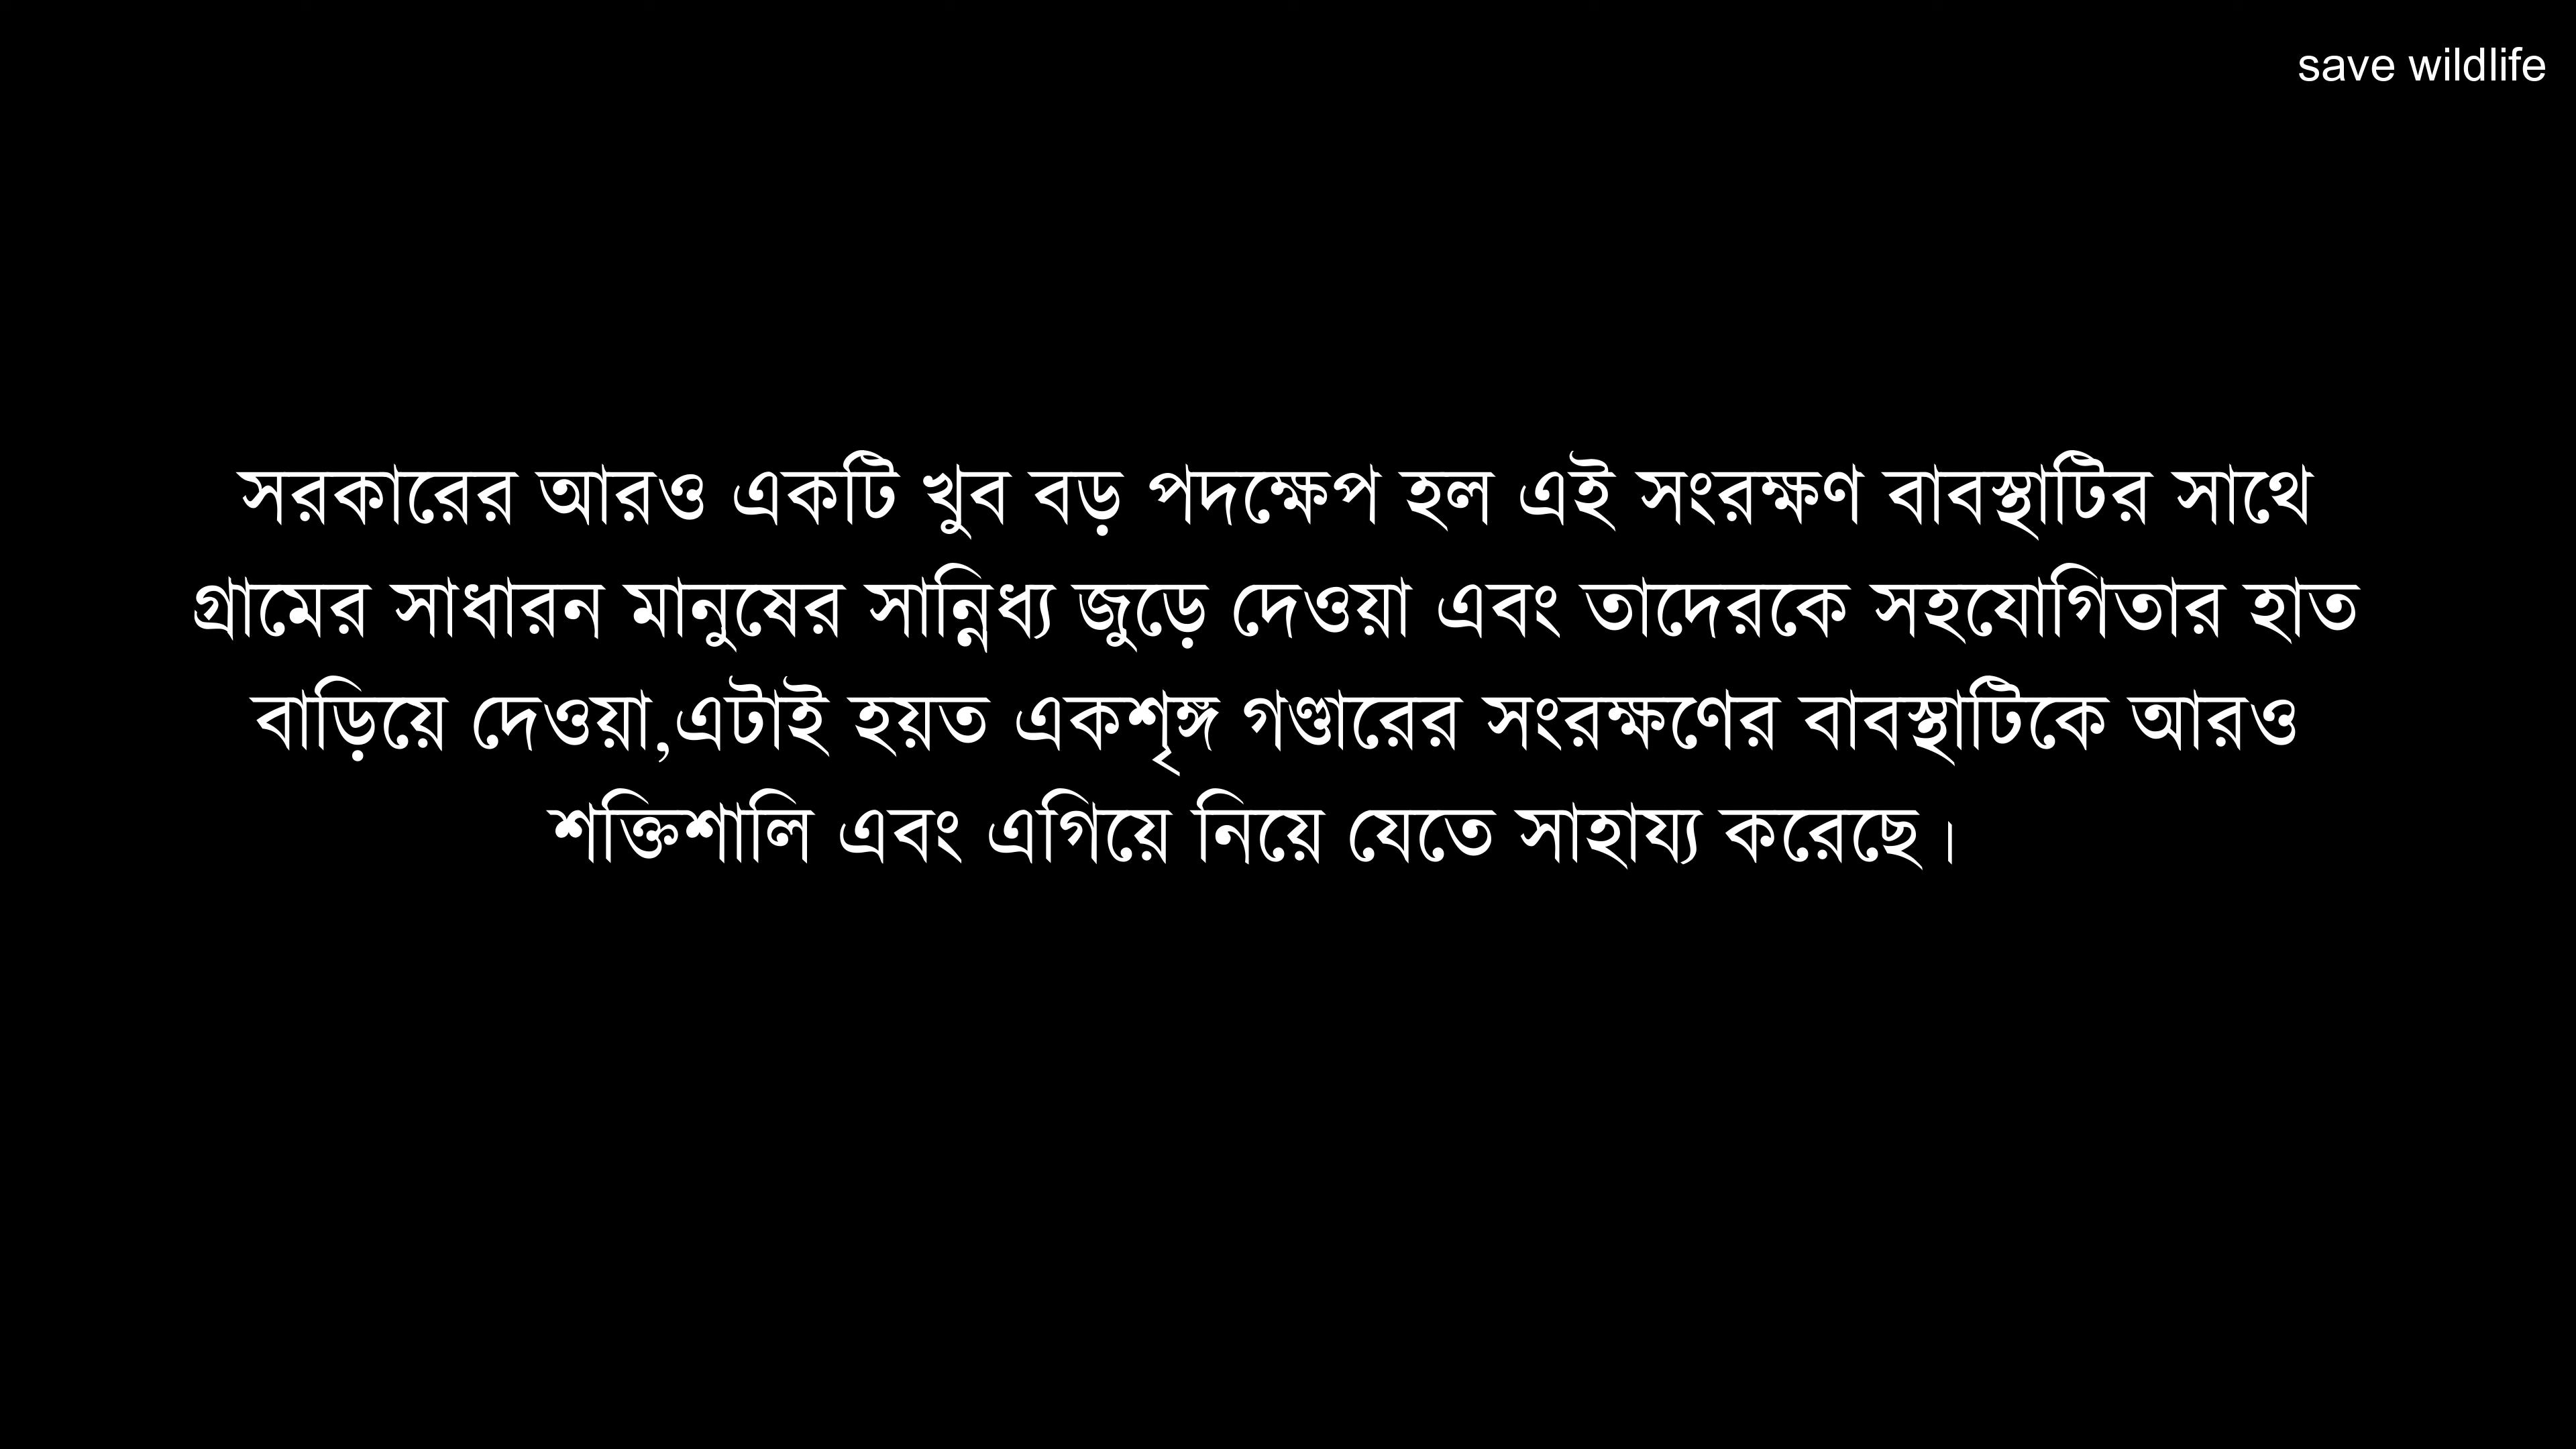 save wildlife
সরকারের আরও একটি খুব বড় পদক্ষেপ হল এই সংরক্ষণ বাবস্থাটির সাথে
গ্রামের সাধারন মানুষের সান্নিধ্য জুড়ে দেওয়া এবং তাদেরকে সহযোগিতার হাত
বাড়িয়ে দেওয়া,এটাই হয়ত একশৃঙ্গ গণ্ডারের সংরক্ষণের বাবস্থাটিকে আরও
শক্তিশালি এবং এগিয়ে নিয়ে যেতে সাহায্য করেছে।